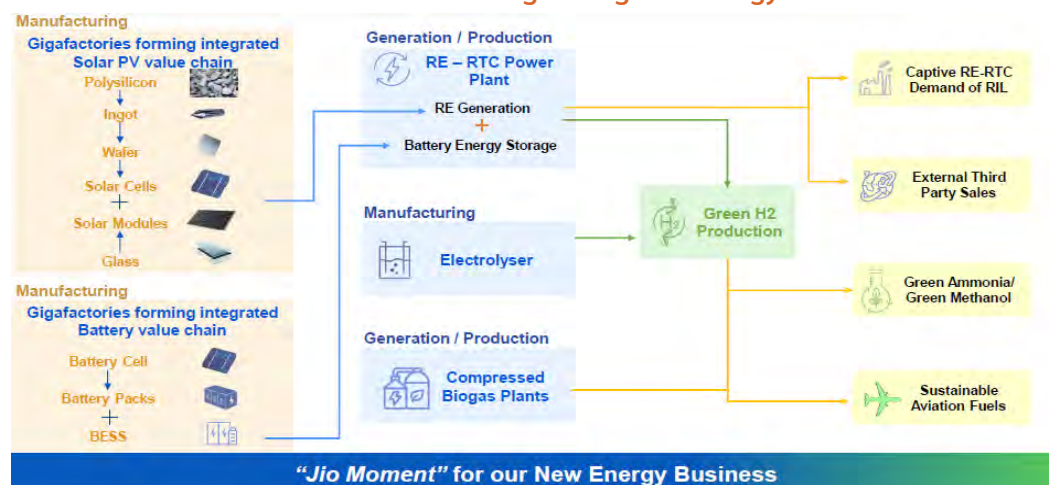 Manufacturing
Gigafactories forming integrated
Solar PV value chain
Polysilicon
Ingot
Wafer
Solar Cells
+
Solar Modules
Glass
Manufacturing
Gigafactories forming integrated
Battery value chain
Battery Cell
Battery Packs
+
BESS
Generation / Production
RE – RTC Power
Plant
RE Generation
+
Battery Energy Storage
Manufacturing
Electrolyser
Generation / Production
Compressed
Biogas Plants
H2
Green H2
Production
Captive RE-RTC
Demand of RIL
External Third
Party Sales
Green Ammonia/
Green Methanol
Sustainable
Aviation Fuels
“Jio Moment” for our New Energy Business